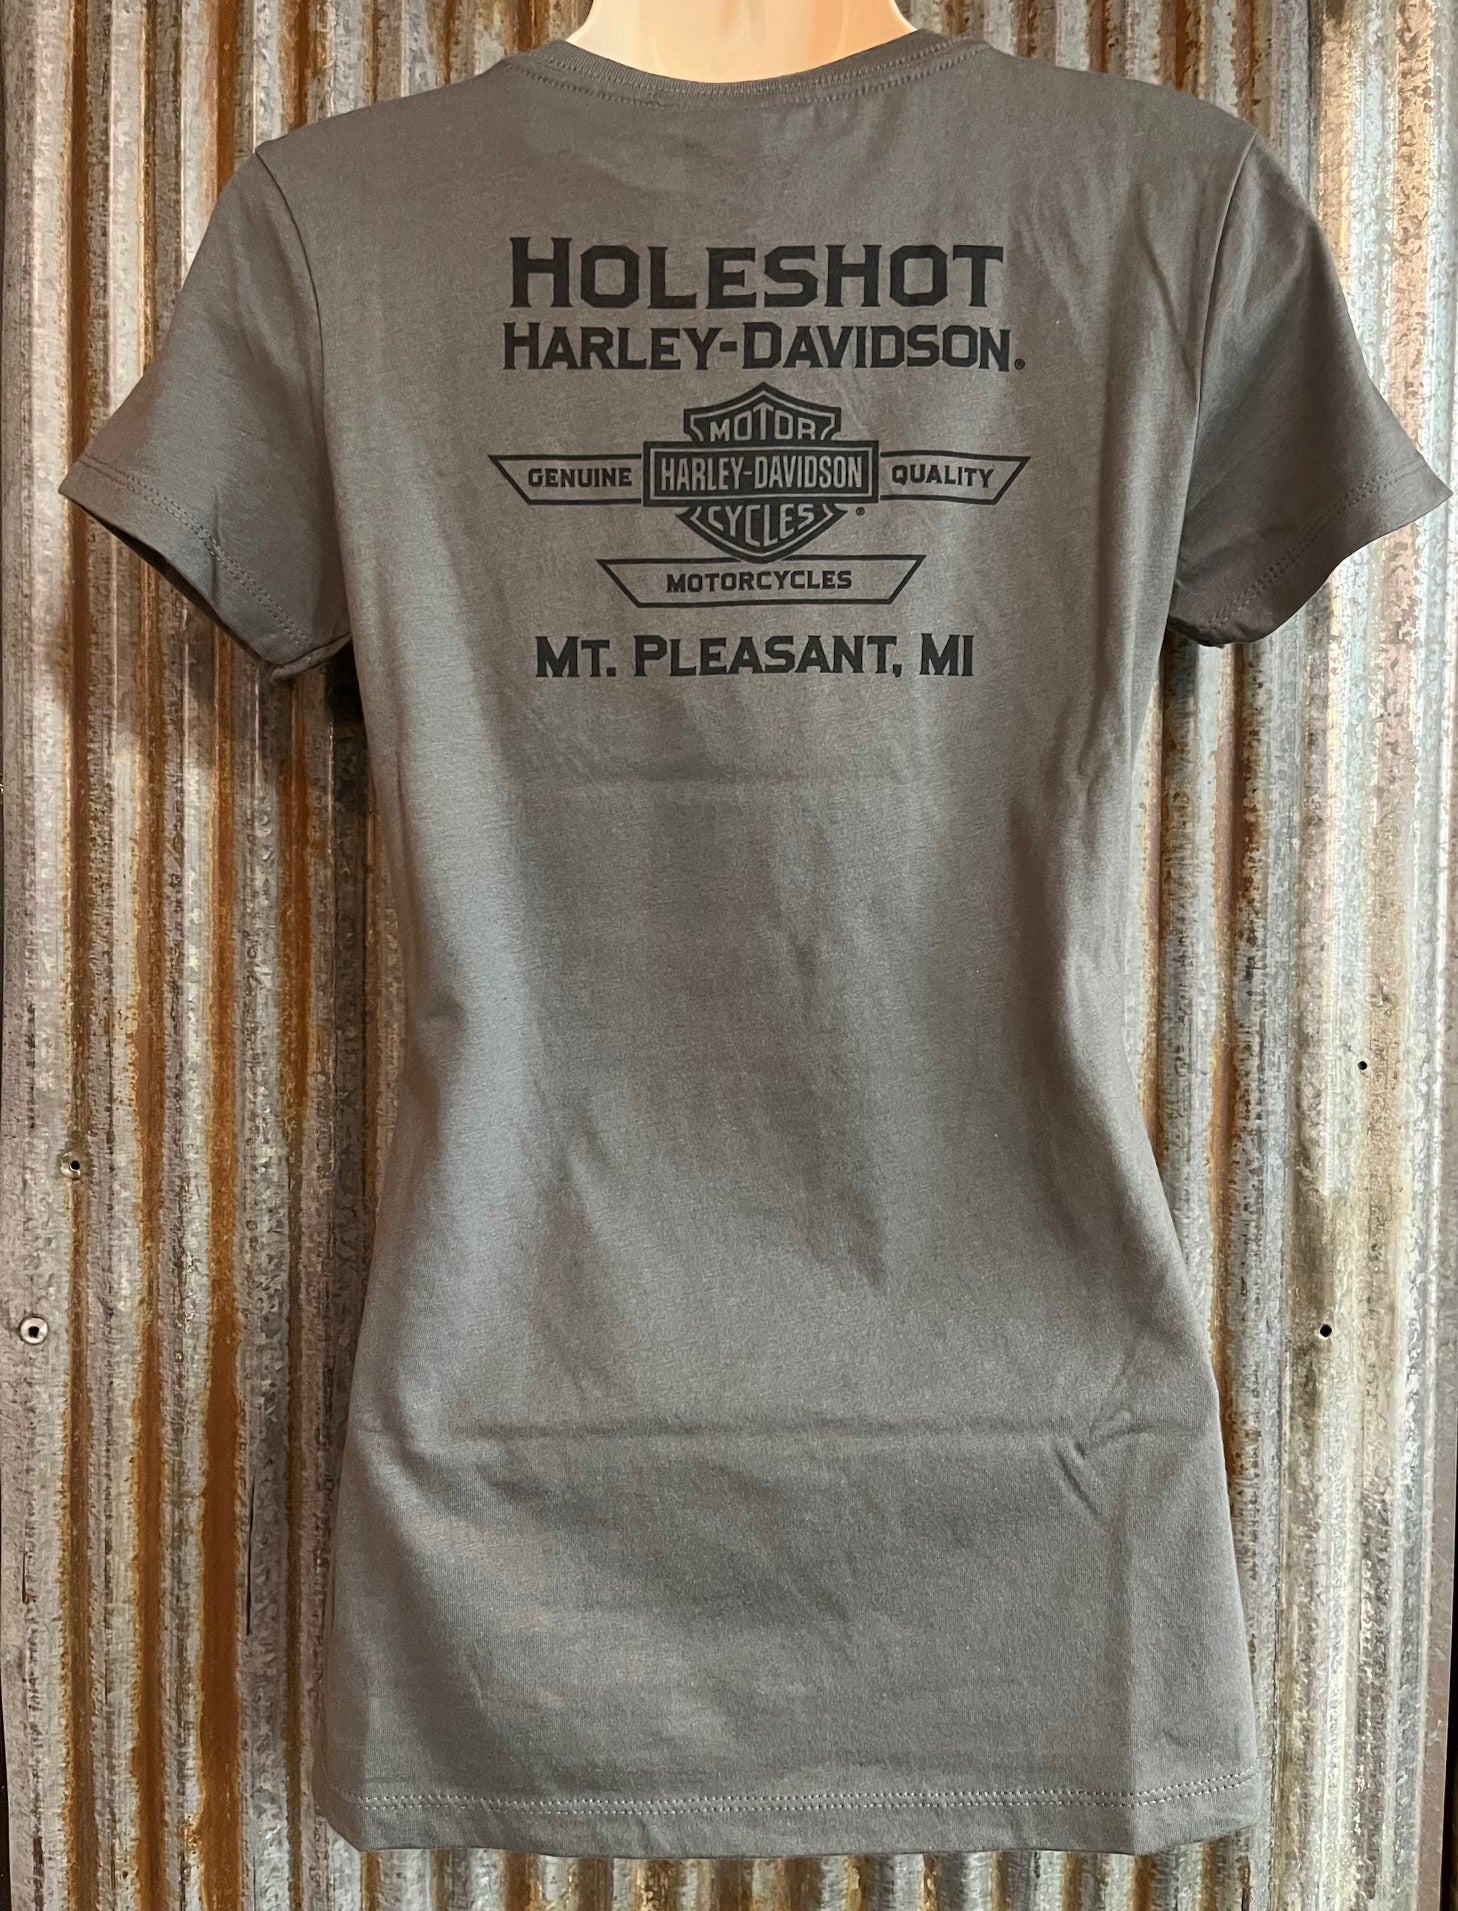 HOLESHOT
HARLEY-DAVIDSON®
MOTOR
GENUINE HARLEY-DAVIDSON QUALITY
CYCLES®
MOTORCYCLES
MT. PLEASANT, MI